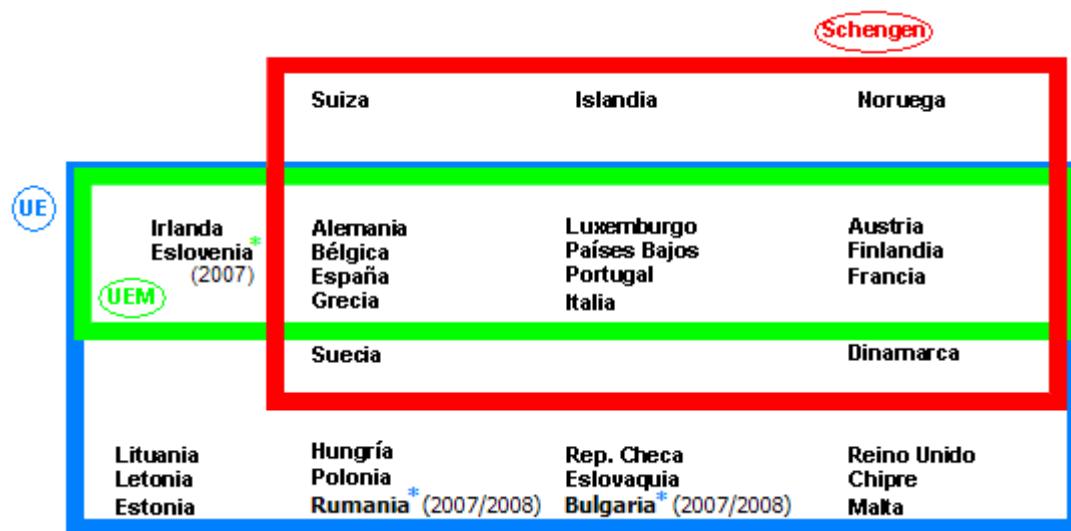 Schengen
Suiza Islandia Noruega
UE
Irlanda Alemania Luxemburgo Austria
Eslovenia* Bélgica Países Bajos Finlandia
(2007) España Portugal Francia
UEM Grecia Italia
Suecia Dinamarca
Lituania Hungría Rep. Checa Reino Unido
Letonia Polonia Eslovaquia Chipre
Estonia Rumania* (2007/2008) Bulgaria* (2007/2008) Malta